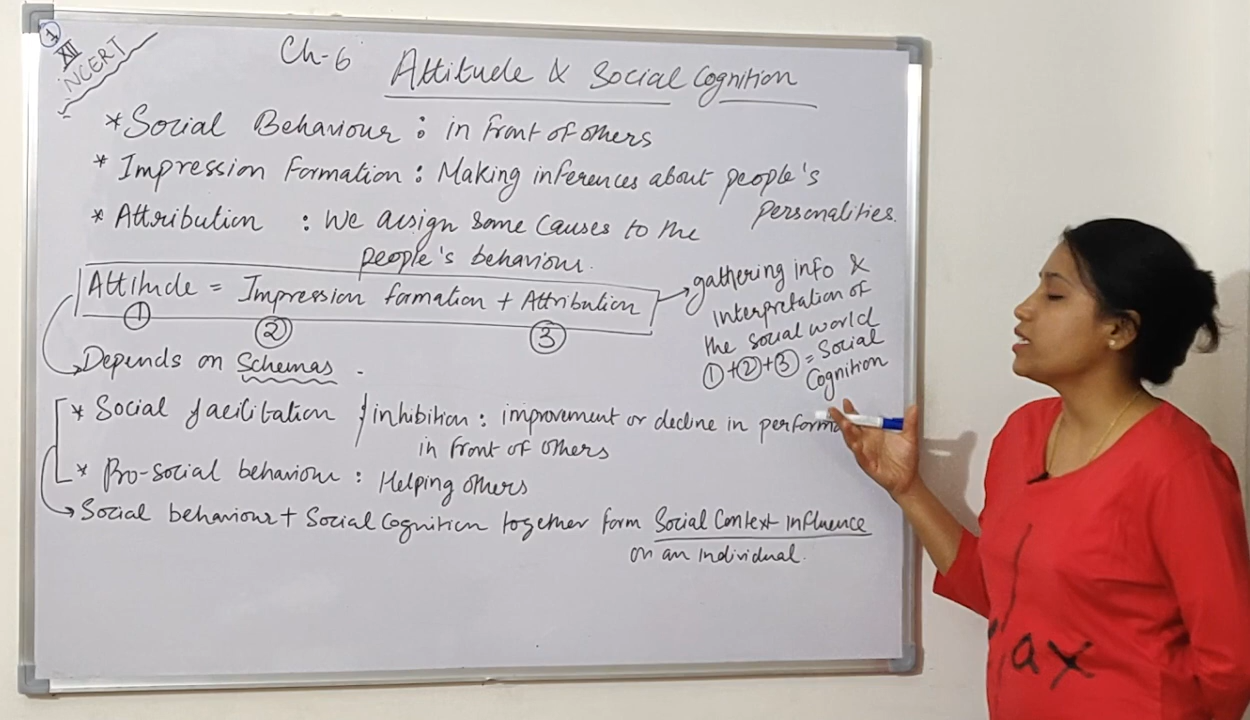 ① XII NCERT
Ch-6 Attitude & Social Cognition
* Social Behaviour : in front of others
* Impression Formation : Making inferences about people's
personalities.
* Attribution : We assign some causes to the
people's behaviour.
Attitude = Impression formation + Attribution
① ② ③
→ gathering info &
interpretation of
the social world
①+②+③ = Social
Cognition
→ Depends on Schemas .
* Social facilitation / inhibition : improvement or decline in
in front of others
* Pro-social behaviour : Helping others
→ Social behaviour + Social Cognition together form Social Context influence
on an individual.
ax